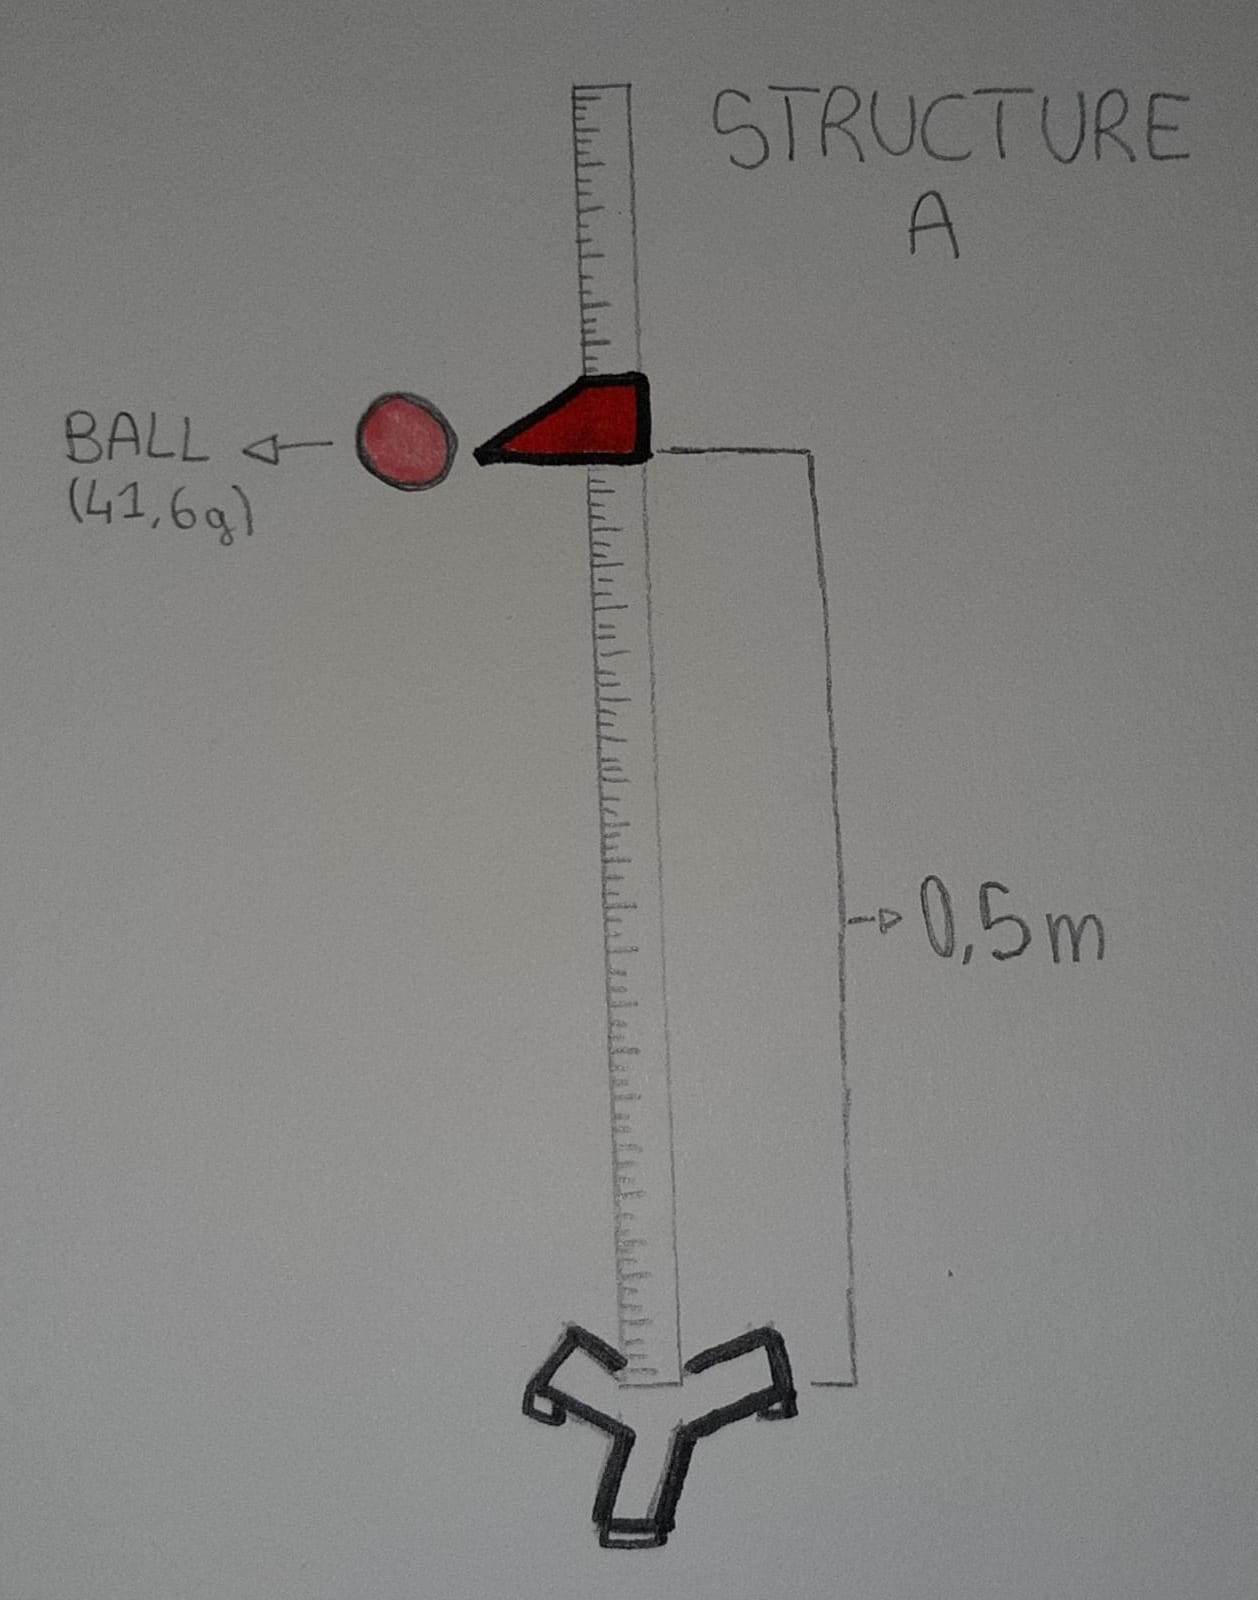 STRUCTURE
A
BALL
(41,6g)
0,5m